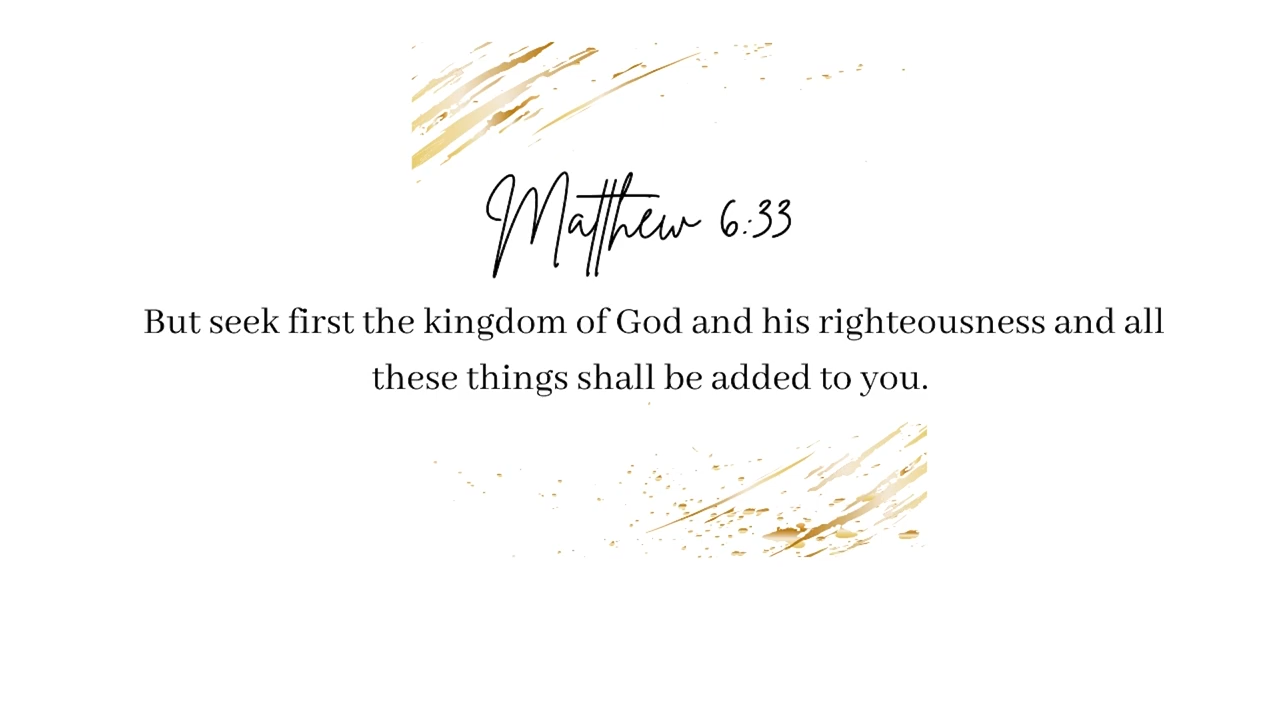 Matthew 6:33
But seek first the kingdom of God and his righteousness and all
these things shall be added to you.